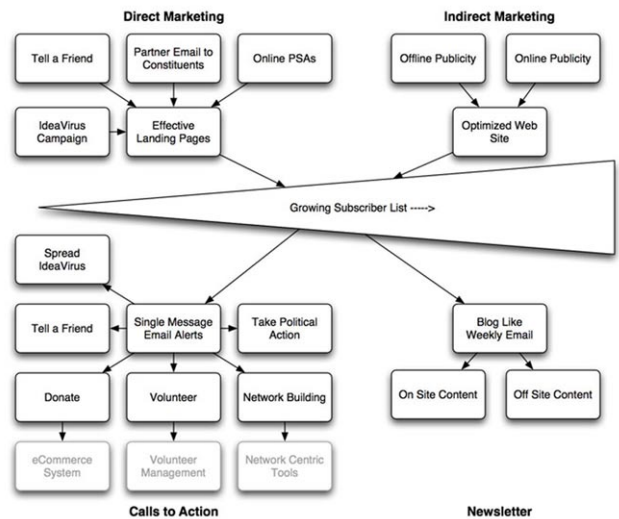 Direct Marketing
Indirect Marketing
Tell a Friend
Partner Email to
Constituents
Online PSAs
Offline Publicity
Online Publicity
IdeaVirus
Campaign
Effective
Landing Pages
Optimized Web
Site
Growing Subscriber List ----->
Spread
IdeaVirus
Tell a Friend
Single Message
Email Alerts
Take Political
Action
Blog Like
Weekly Email
Donate
Volunteer
Network Building
On Site Content
Off Site Content
eCommerce
System
Volunteer
Management
Network Centric
Tools
Calls to Action
Newsletter